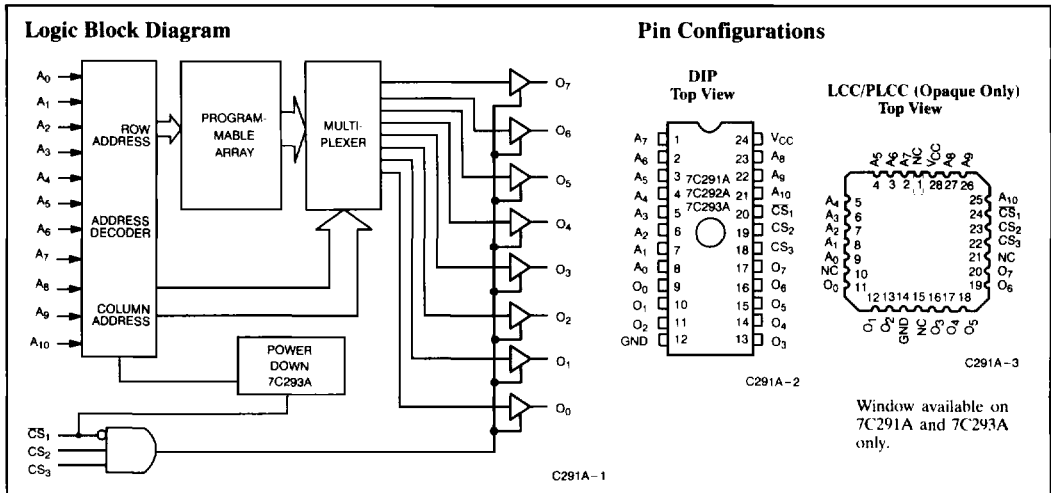 Logic Block Diagram
A0
A1
A2
A3
A4
A5
A6
A7
A8
A9
A10
ROW
ADDRESS
ADDRESS
DECODER
COLUMN
ADDRESS
PROGRAM-
MABLE
ARRAY
MULTI-
PLEXER
POWER
DOWN
7C293A
O7
O6
O5
O4
O3
O2
O1
O0
CS1
CS2
CS3
C291A-1
Pin Configurations
DIP
Top View
A7 1 24 VCC
A6 2 23 A8
A5 3 7C291A 22 A9
A4 4 7C292A 21 A10
A3 5 7C293A 20 CS1
A2 6 19 CS2
A1 7 18 CS3
A0 8 17 O7
O0 9 16 O6
O1 10 15 O5
O2 11 14 O4
GND 12 13 O3
C291A-2
LCC/PLCC (Opaque Only)
Top View
A5 A6 A7 NC VCC A8 A9
4 3 2 1 28 27 26
A4 5 25 A10
A3 6 24 CS1
A2 7 23 CS2
A1 8 22 CS3
A0 9 21 NC
NC 10 20 O7
O0 11 19 O6
12 13 14 15 16 17 18
O1 O2 GND NC O3 O4 O5
C291A-3
Window available on
7C291A and 7C293A
only.